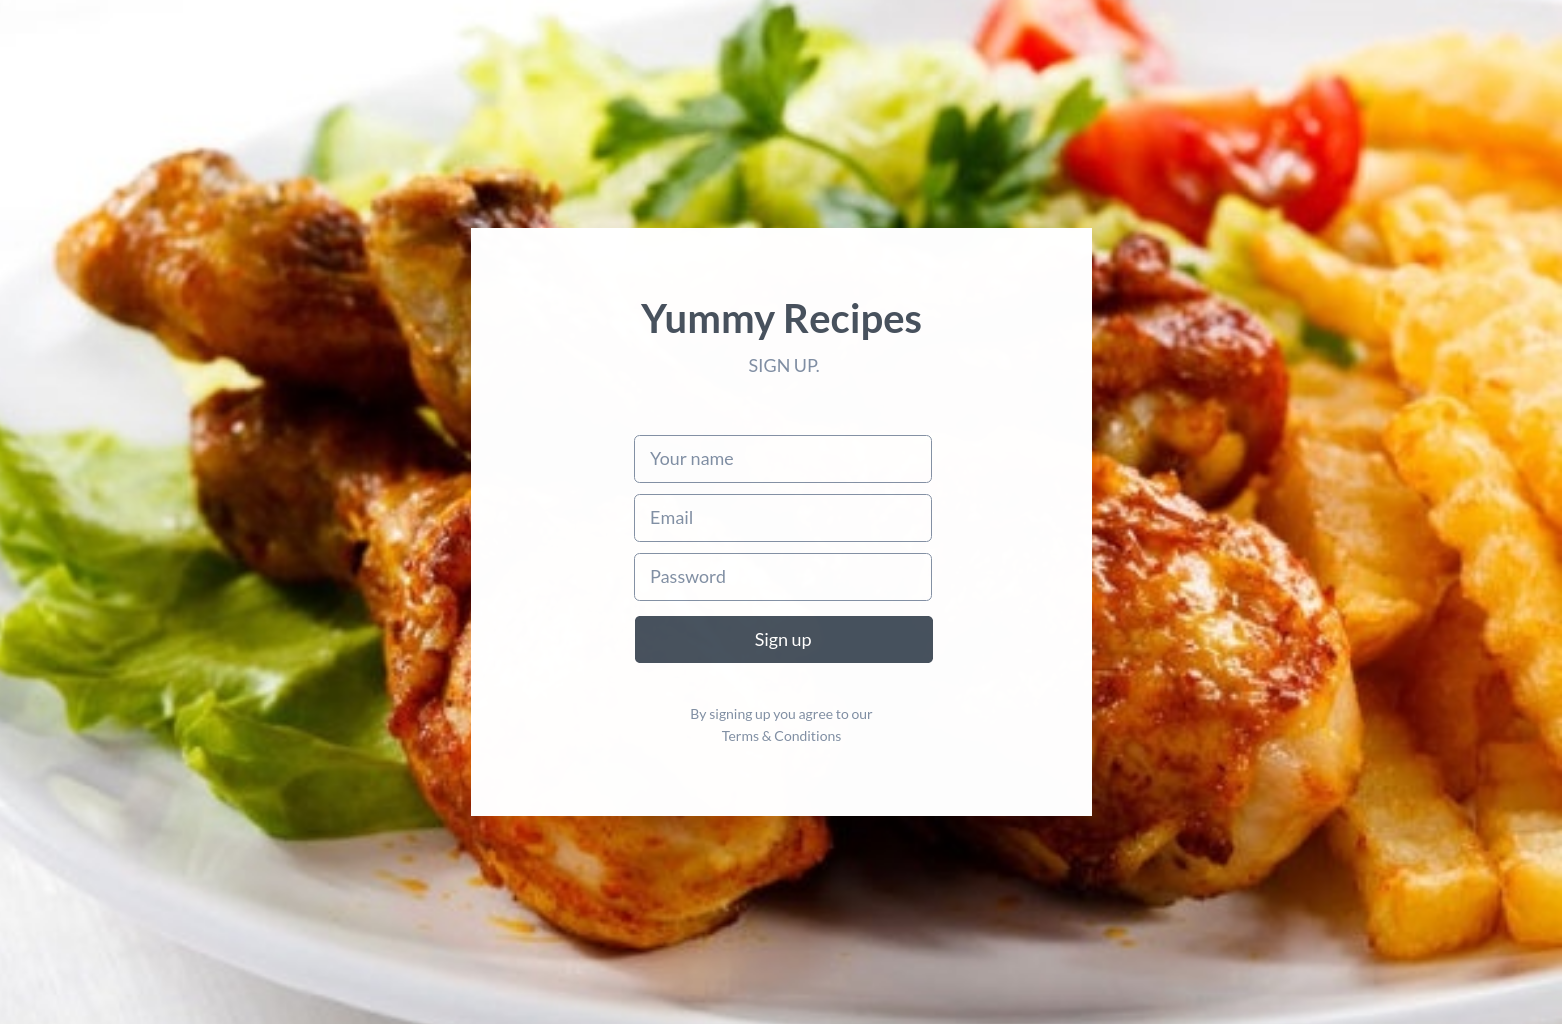 Yummy Recipes
SIGN UP.
Your name
Email
Password
Sign up
By signing up you agree to our
Terms & Conditions